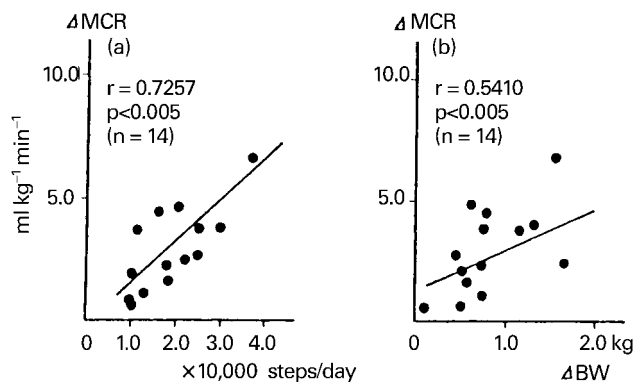 ΔMCR
(a)
10.0
r = 0.7257
p<0.005
(n = 14)
5.0
ml kg⁻¹ min⁻¹
0 1.0 2.0 3.0 4.0
×10,000 steps/day
ΔMCR
(b)
10.0
r = 0.5410
p<0.005
(n = 14)
5.0
0 1.0 2.0 kg
ΔBW